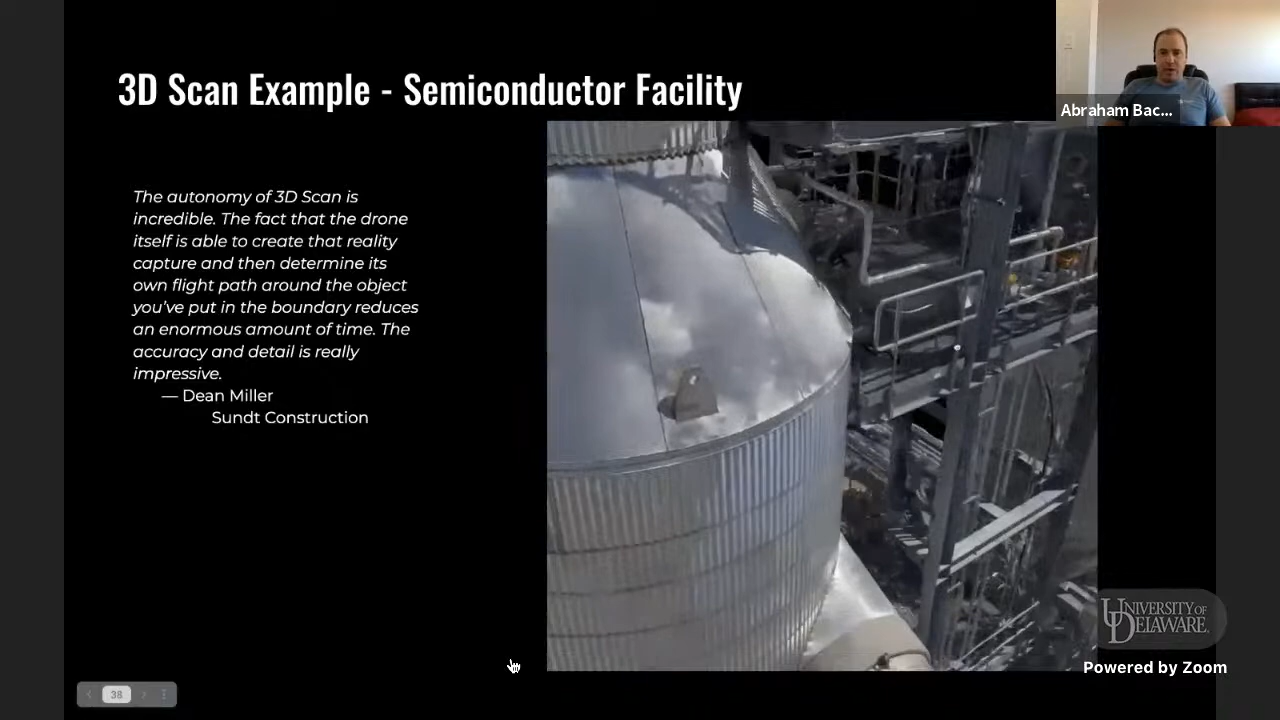 3D Scan Example - Semiconductor Facility
Abraham Bac...
The autonomy of 3D Scan is
incredible. The fact that the drone
itself is able to create that reality
capture and then determine its
own flight path around the object
you've put in the boundary reduces
an enormous amount of time. The
accuracy and detail is really
impressive.
— Dean Miller
Sundt Construction
UNIVERSITY OF
DELAWARE
Powered by Zoom
38